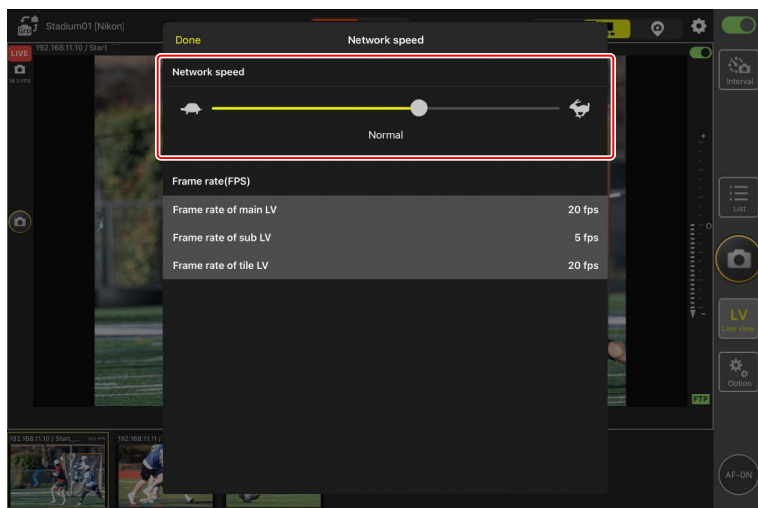 Stadium01 [Nikon]
Done
Network speed
LIVE
192.168.11.10 / Start
Network speed
Interval
Normal
Frame rate(FPS)
Frame rate of main LV
20 fps
List
Frame rate of sub LV
5 fps
0
Frame rate of tile LV
20 fps
LV
Live view
Option
FTP
192.168.11.10 / Start_...
192.168.11.11 /
AF-ON